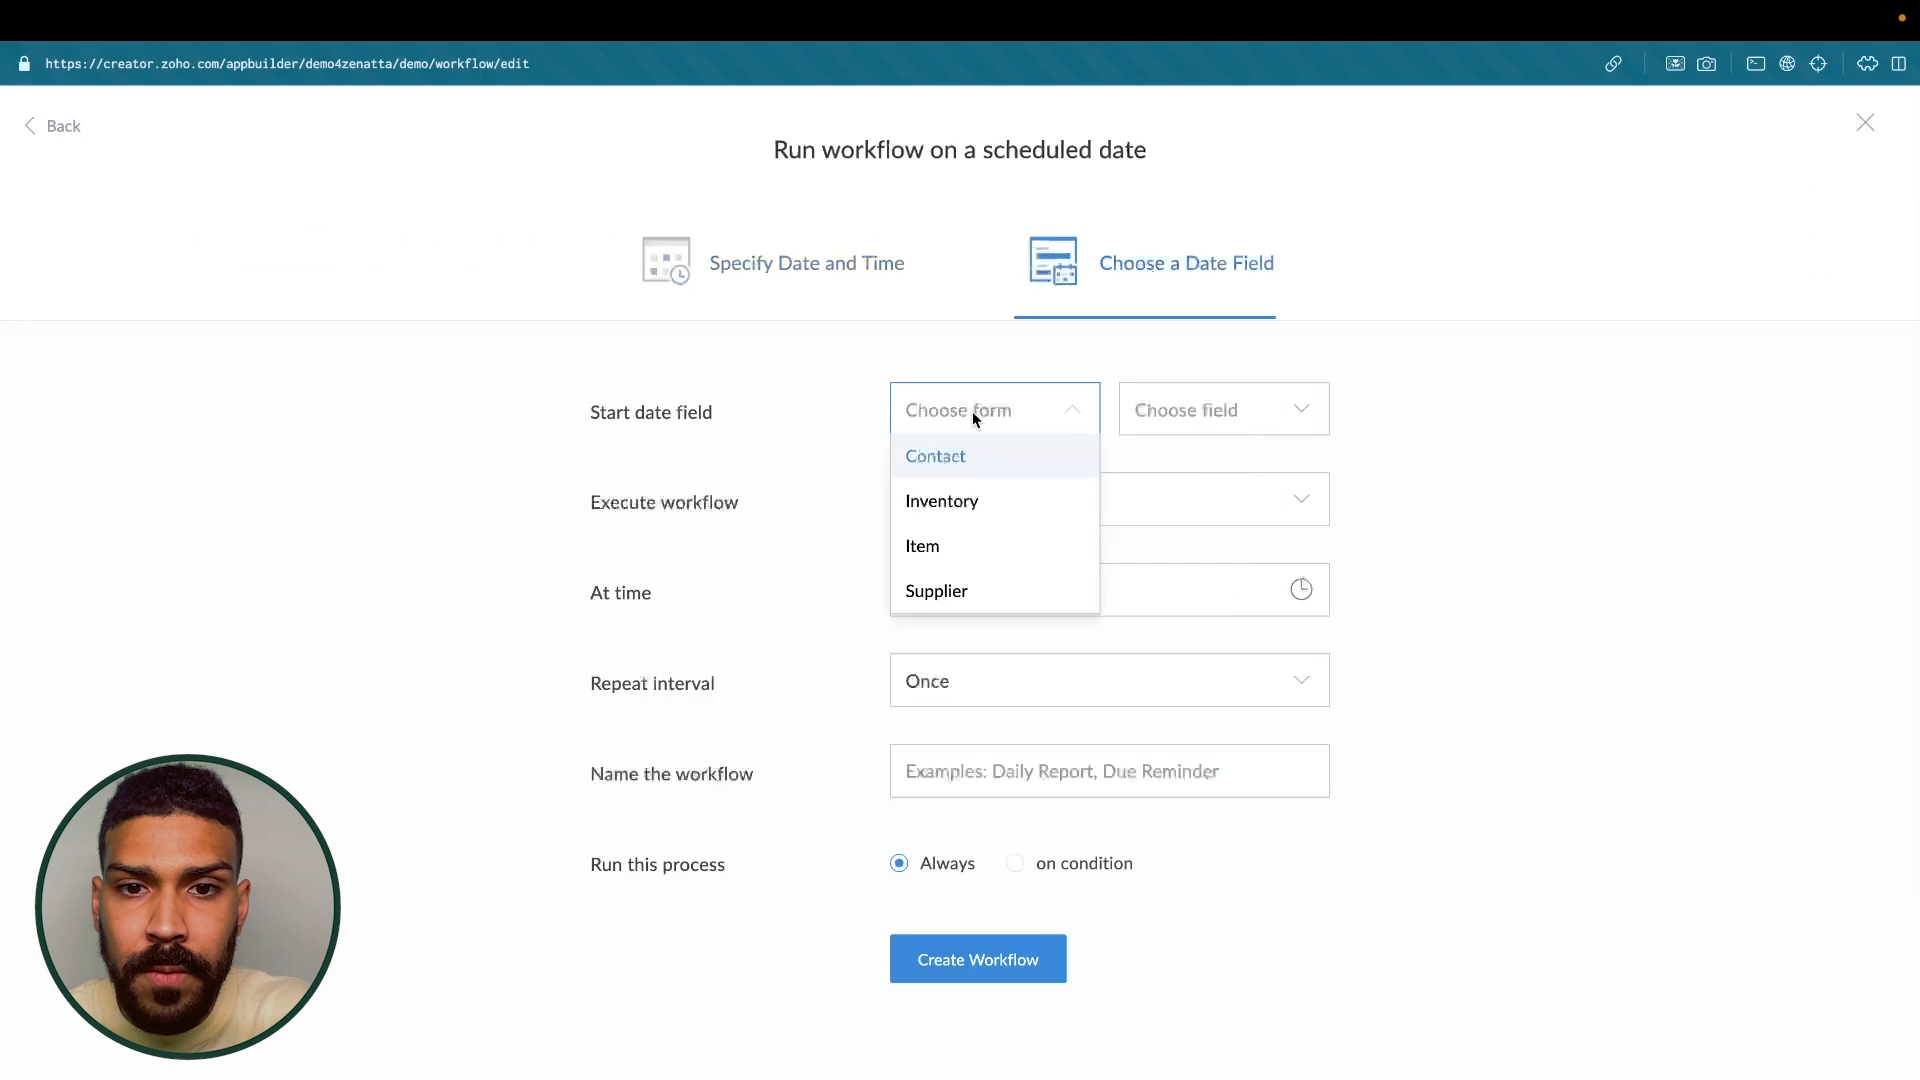 https://creator.zoho.com/appbuilder/demo4zenatta/demo/workflow/edit
Back
Run workflow on a scheduled date
Specify Date and Time
Choose a Date Field
Start date field
Choose form
Choose field
Contact
Execute workflow
Inventory
Item
At time
Supplier
Repeat interval
Once
Name the workflow
Examples: Daily Report, Due Reminder
Run this process
Always
on condition
Create Workflow